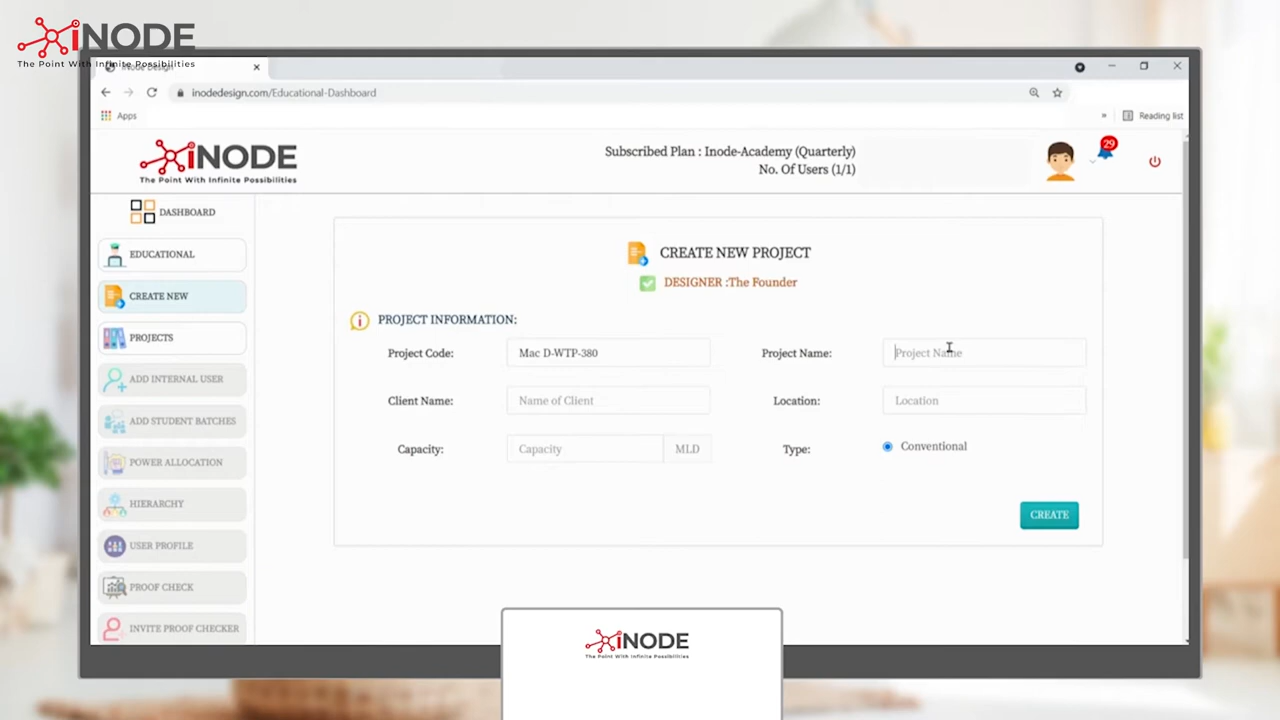 iNODE
The Point With Infinite Possibilities
iNode Design
inodedesign.com/Educational-Dashboard
Apps
»
Reading list
iNODE
The Point With Infinite Possibilities
Subscribed Plan : Inode-Academy (Quarterly)
No. Of Users (1/1)
29
DASHBOARD
EDUCATIONAL
CREATE NEW
PROJECTS
ADD INTERNAL USER
ADD STUDENT BATCHES
POWER ALLOCATION
HIERARCHY
USER PROFILE
PROOF CHECK
INVITE PROOF CHECKER
CREATE NEW PROJECT
DESIGNER :The Founder
PROJECT INFORMATION:
Project Code: Mac D-WTP-380 Project Name: Project Name
Client Name: Name of Client Location: Location
Capacity: Capacity MLD Type: Conventional
CREATE
iNODE
The Point With Infinite Possibilities